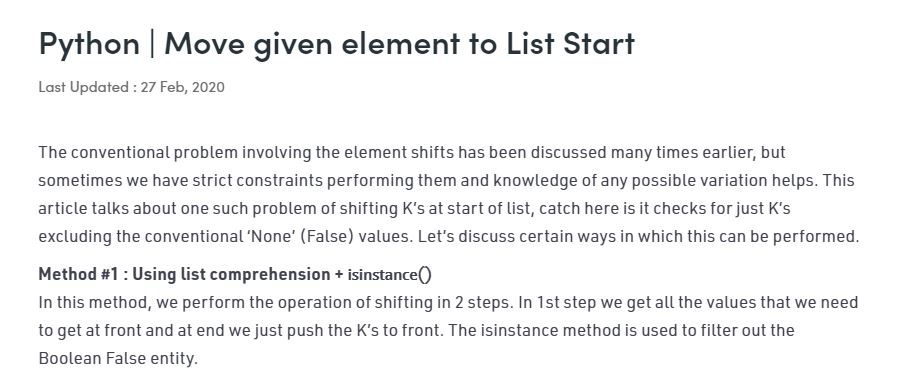 Python | Move given element to List Start
Last Updated : 27 Feb, 2020
The conventional problem involving the element shifts has been discussed many times earlier, but
sometimes we have strict constraints performing them and knowledge of any possible variation helps. This
article talks about one such problem of shifting K’s at start of list, catch here is it checks for just K’s
excluding the conventional ‘None’ (False) values. Let’s discuss certain ways in which this can be performed.
Method #1 : Using list comprehension + isinstance()
In this method, we perform the operation of shifting in 2 steps. In 1st step we get all the values that we need
to get at front and at end we just push the K’s to front. The isinstance method is used to filter out the
Boolean False entity.